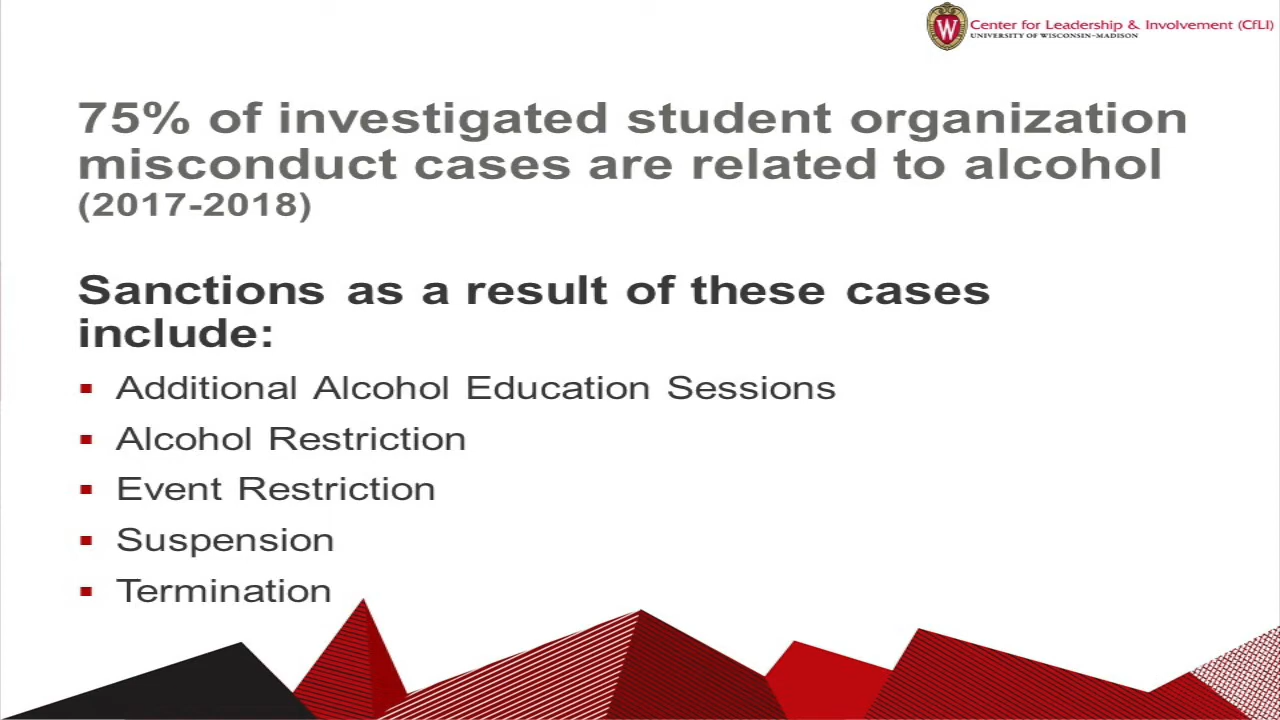 W
Center for Leadership & Involvement (CfLI)
UNIVERSITY OF WISCONSIN–MADISON
75% of investigated student organization
misconduct cases are related to alcohol
(2017-2018)
Sanctions as a result of these cases
include:
Additional Alcohol Education Sessions
Alcohol Restriction
Event Restriction
Suspension
Termination